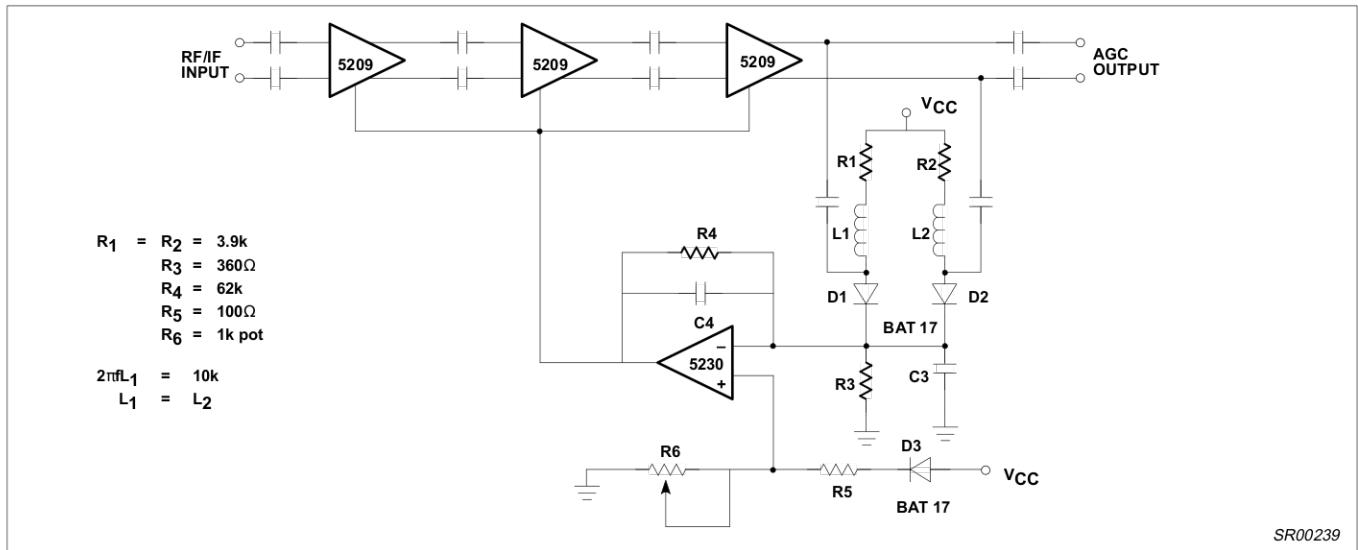 RF/IF
INPUT
5209
5209
5209
AGC
OUTPUT
VCC
R1
R2
L1
L2
R4
C4
D1
D2
BAT 17
5230
−
+
R3
C3
R1 = R2 = 3.9k
R3 = 360Ω
R4 = 62k
R5 = 100Ω
R6 = 1k pot
2πfL1 = 10k
L1 = L2
R6
R5
D3
BAT 17
VCC
SR00239